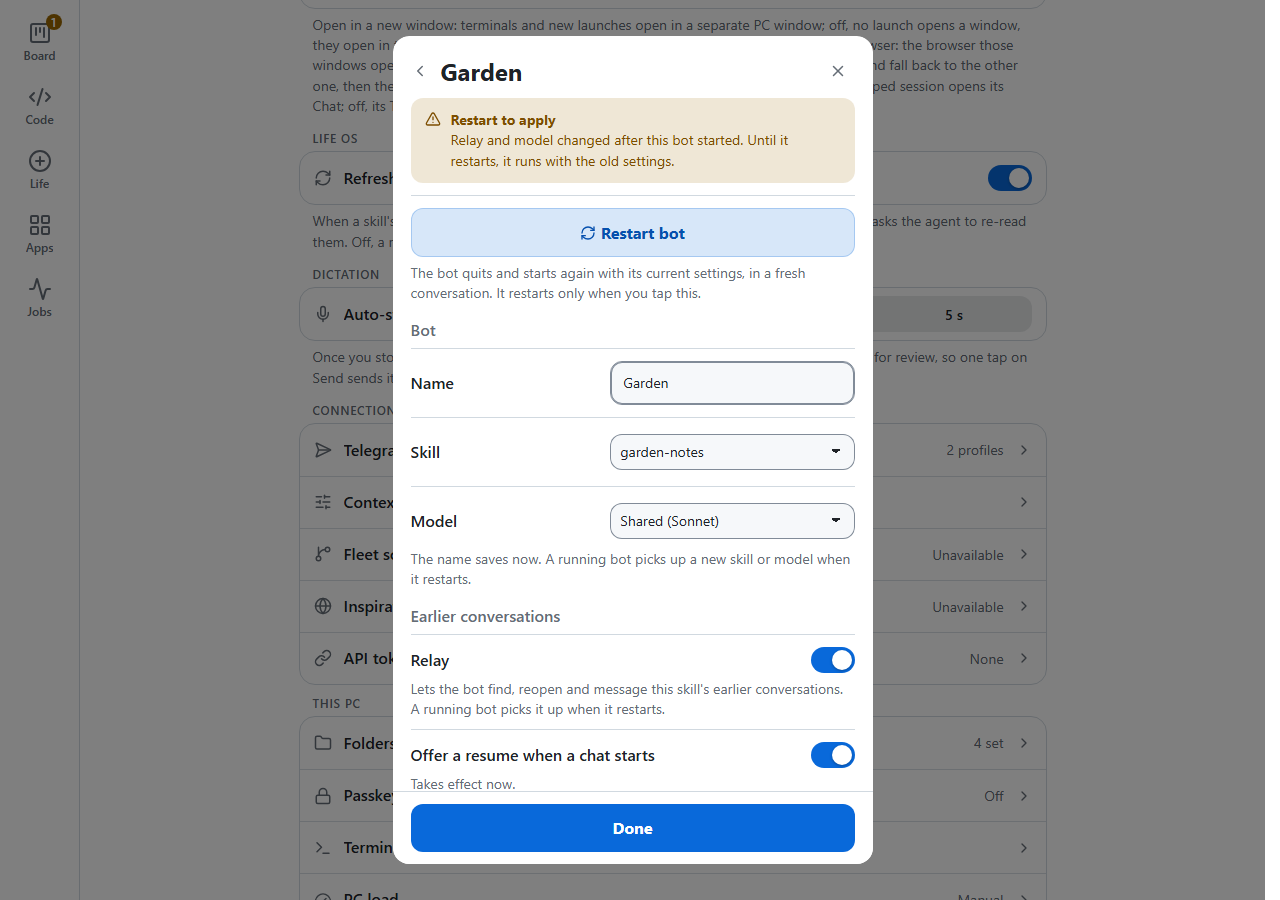 1
Board
Code
Life
Apps
Jobs
Open in a new window: terminals and new launches open in a separate PC window; off, no launch opens a window,
they open in
windows ope
nd fall back to the other
one, then the
ped session opens its
Chat; off, its
LIFE OS
Refresh
When a skill's
asks the agent to re-read
them. Off, a
DICTATION
Auto-s
5 s
Once you sto
for review, so one tap on
Send sends it
CONNECTION
Telegra
2 profiles
Contex
Fleet s
Unavailable
Inspira
Unavailable
API tok
None
THIS PC
Folders
4 set
Passke
Off
Termin
PC load
Manual
Garden
Restart to apply
Relay and model changed after this bot started. Until it
restarts, it runs with the old settings.
Restart bot
The bot quits and starts again with its current settings, in a fresh
conversation. It restarts only when you tap this.
Bot
Name
Garden
Skill
garden-notes
Model
Shared (Sonnet)
The name saves now. A running bot picks up a new skill or model when
it restarts.
Earlier conversations
Relay
Lets the bot find, reopen and message this skill's earlier conversations.
A running bot picks it up when it restarts.
Offer a resume when a chat starts
Takes effect now.
Done